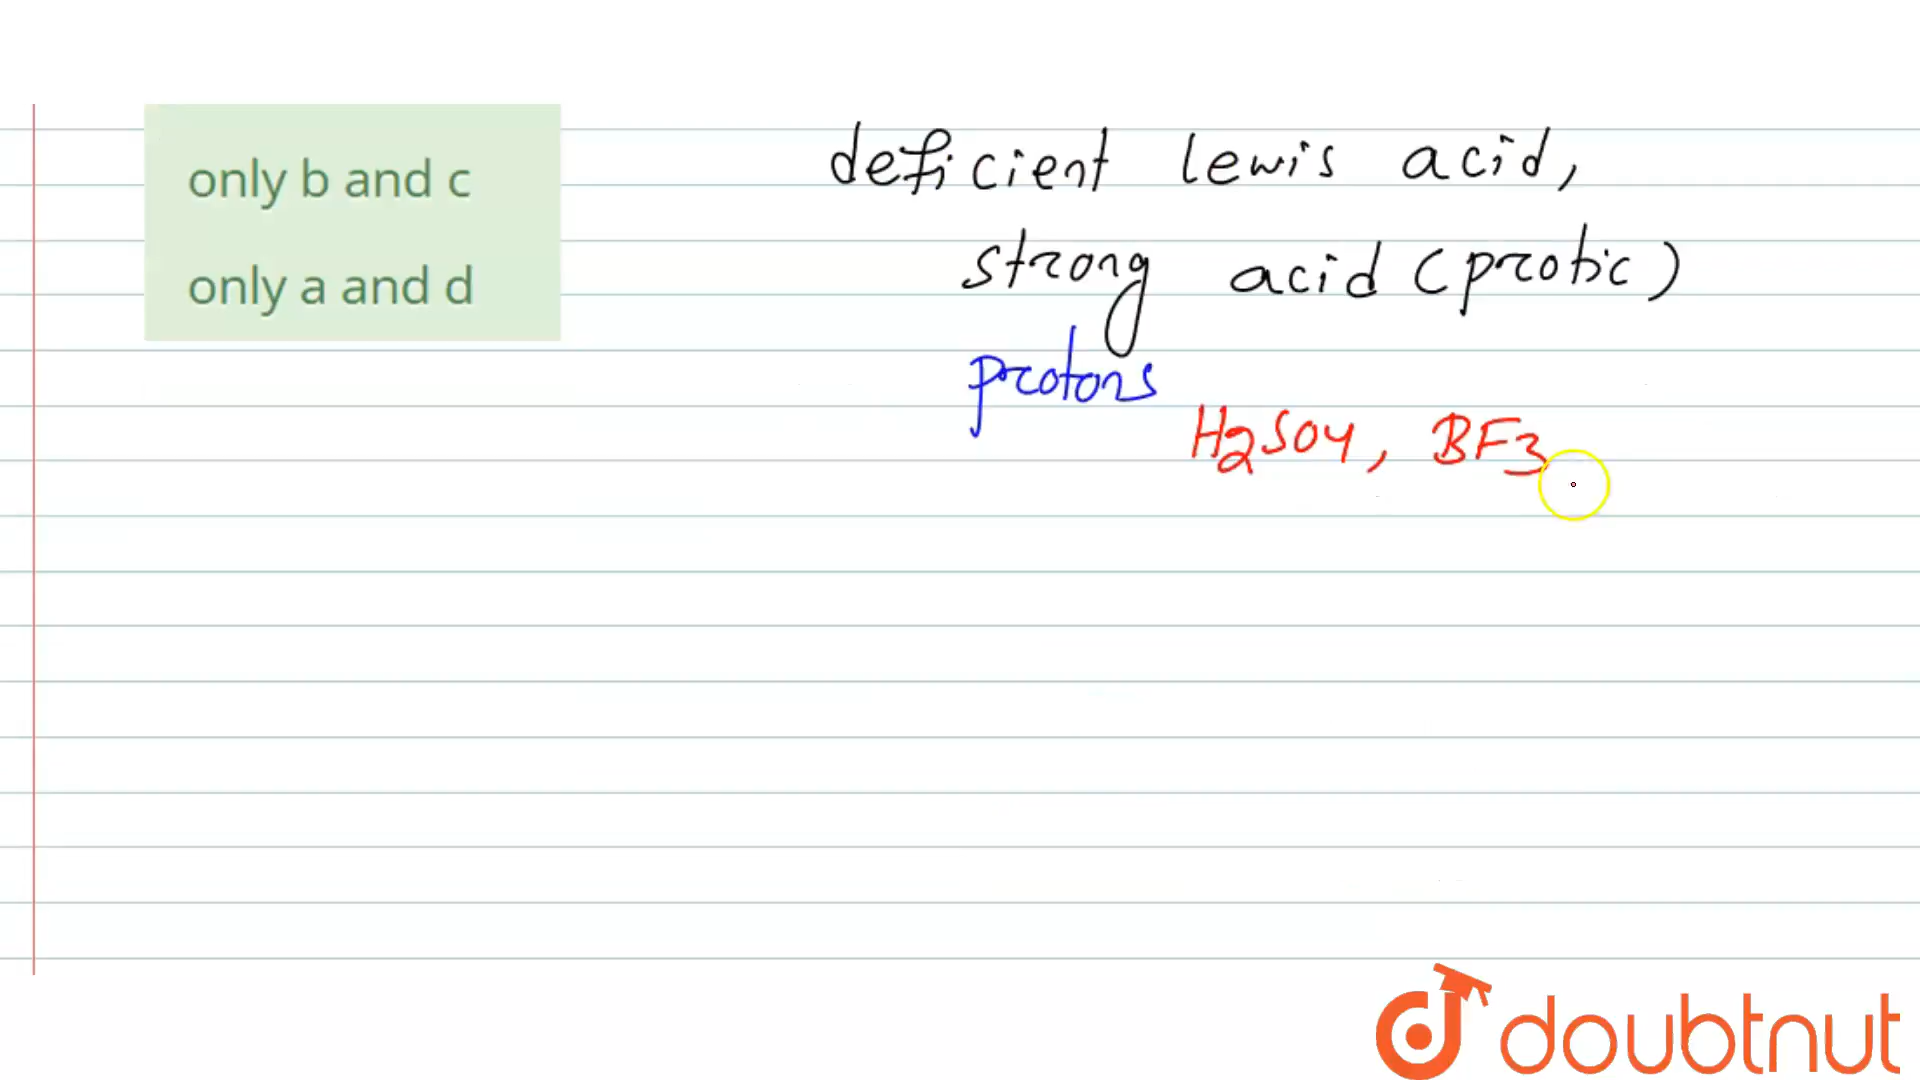 only b and c
only a and d
deficient lewis acid,
strong acid (protic)
protons
H2SO4, BF3
doubtnut